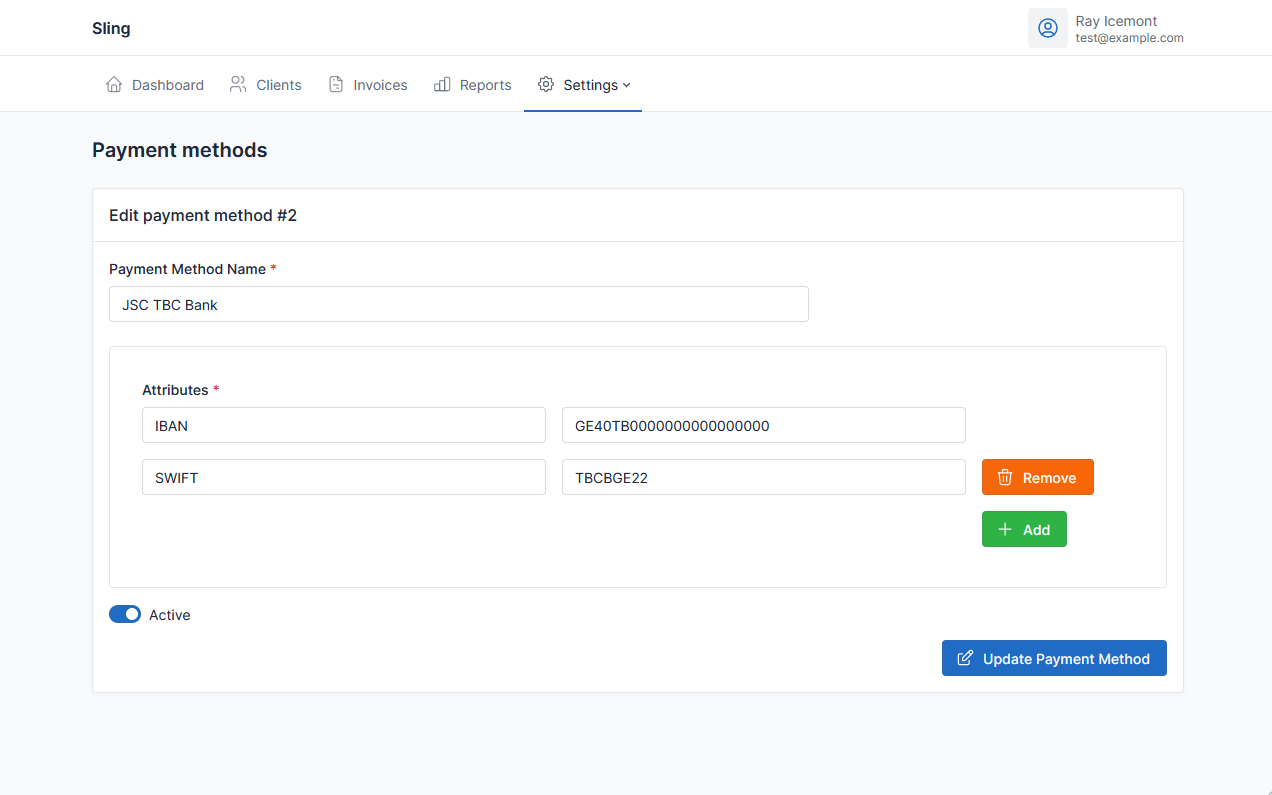 Sling
Ray Icemont
test@example.com
Dashboard
Clients
Invoices
Reports
Settings
Payment methods
Edit payment method #2
Payment Method Name *
JSC TBC Bank
Attributes *
IBAN
GE40TB0000000000000000
SWIFT
TBCBGE22
Remove
Add
Active
Update Payment Method